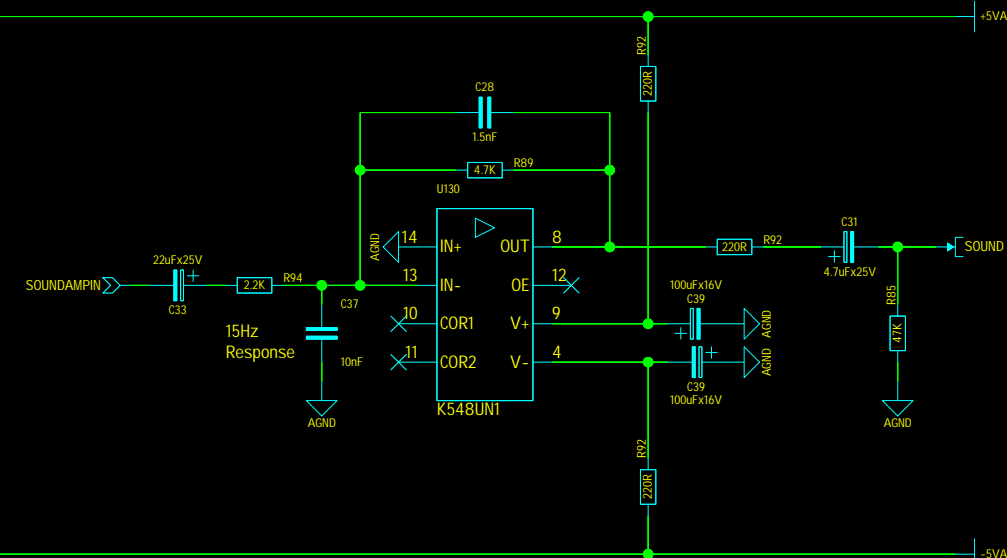 +5VA
R92
220R
C28
1.5nF
4.7K
R89
U130
AGND
14
IN+
OUT
8
220R
R92
C31
4.7uFx25V
SOUND
SOUNDAMPIN
22uFx25V
C33
2.2K
R94
C37
13
IN-
OE
12
15Hz
Response
10nF
AGND
10
COR1
V+
9
100uFx16V
C39
AGND
11
COR2
V-
4
C39
100uFx16V
AGND
K548UN1
R85
47K
AGND
R92
220R
-5VA